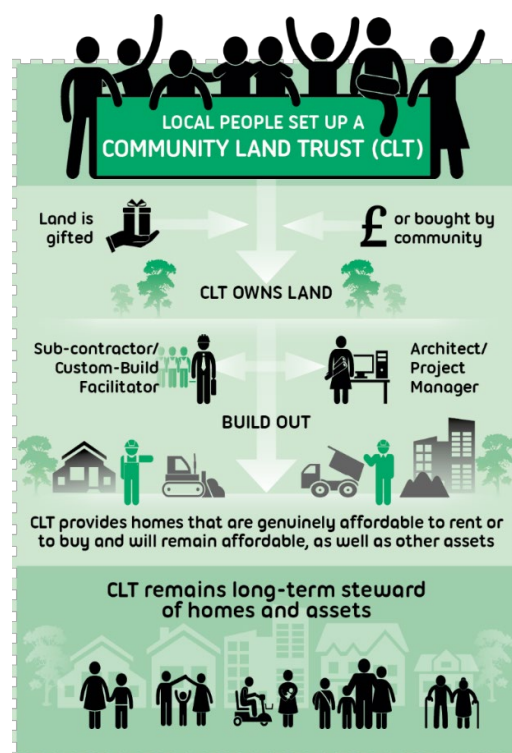 LOCAL PEOPLE SET UP A
COMMUNITY LAND TRUST (CLT)
Land is
gifted
£ or bought by
community
CLT OWNS LAND
Sub-contractor/
Custom-Build
Facilitator
Architect/
Project
Manager
BUILD OUT
CLT provides homes that are genuinely affordable to rent or
to buy and will remain affordable, as well as other assets
CLT remains long-term steward
of homes and assets